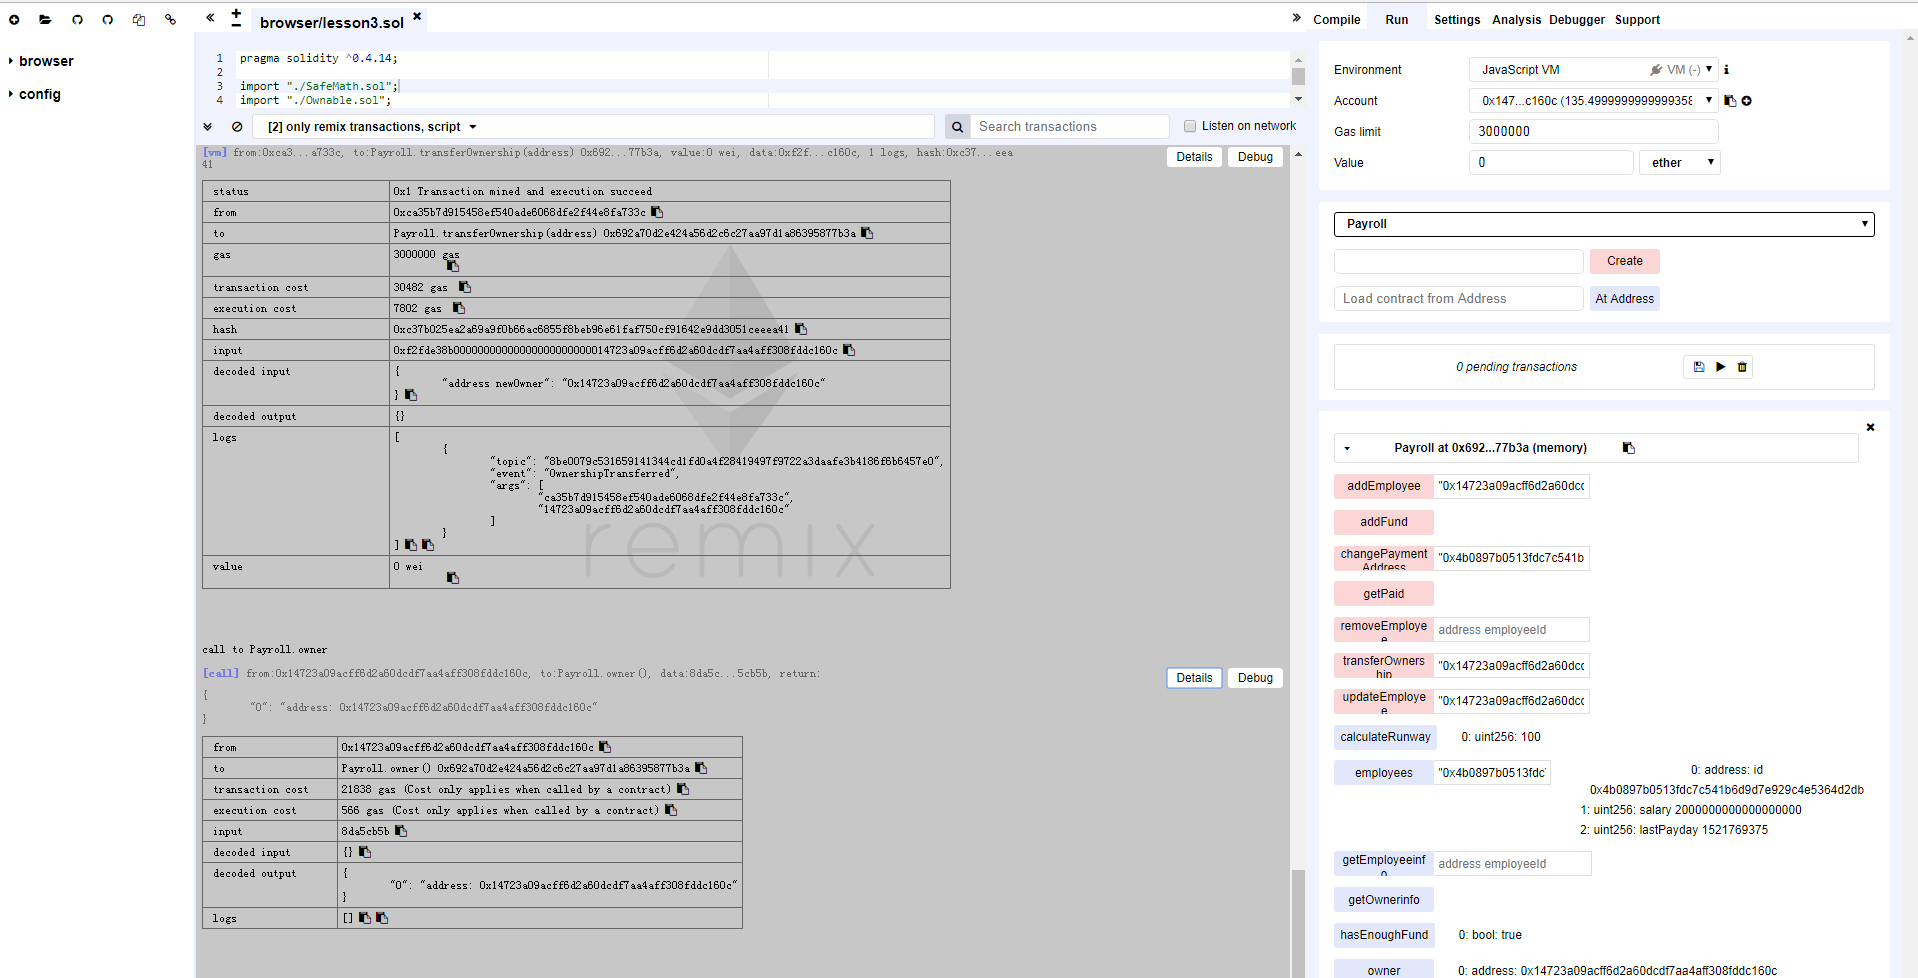 browser
config
browser/lesson3.sol
1 pragma solidity ^0.4.14;
2
3 import "./SafeMath.sol";
4 import "./Ownable.sol";
[2] only remix transactions, script
Search transactions
Listen on network
[vm] from:0xca3...a733c, to:Payroll.transferOwnership(address) 0x692...77b3a, value:0 wei, data:0xf2f...c160c, 1 logs, hash:0xc37...eea
41
Details
Debug
status 0x1 Transaction mined and execution succeed
from 0xca35b7d915458ef540ade6068dfe2f44e8fa733c
to Payroll.transferOwnership(address) 0x692a70d2e424a56d2c6c27aa97d1a86395877b3a
gas 3000000 gas
transaction cost 30482 gas
execution cost 7802 gas
hash 0xc37b025ea2a69a9f0b66ac6855f8beb96e61faf750cf91642e9dd3051ceeea41
input 0xf2fde38b00000000000000000000000014723a09acff6d2a60dcdf7aa4aff308fddc160c
decoded input {
"address newOwner": "0x14723a09acff6d2a60dcdf7aa4aff308fddc160c"
}
decoded output {}
logs [
{
"topic": "8be0079c531659141344cd1fd0a4f28419497f9722a3daafe3b4186f6b6457e0",
"event": "OwnershipTransferred",
"args": [
"ca35b7d915458ef540ade6068dfe2f44e8fa733c",
"14723a09acff6d2a60dcdf7aa4aff308fddc160c"
]
}
]
value 0 wei
remix
call to Payroll.owner
[call] from:0x14723a09acff6d2a60dcdf7aa4aff308fddc160c, to:Payroll.owner(), data:8da5c...5cb5b, return:
{
"0": "address: 0x14723a09acff6d2a60dcdf7aa4aff308fddc160c"
}
Details
Debug
from 0x14723a09acff6d2a60dcdf7aa4aff308fddc160c
to Payroll.owner() 0x692a70d2e424a56d2c6c27aa97d1a86395877b3a
transaction cost 21838 gas (Cost only applies when called by a contract)
execution cost 566 gas (Cost only applies when called by a contract)
input 8da5cb5b
decoded input {}
decoded output {
"0": "address: 0x14723a09acff6d2a60dcdf7aa4aff308fddc160c"
}
logs []
Compile Run Settings Analysis Debugger Support
Environment JavaScript VM VM (-)
Account 0x147...c160c (135.4999999999999358
Gas limit 3000000
Value 0 ether
Payroll
Create
Load contract from Address At Address
0 pending transactions
Payroll at 0x692...77b3a (memory)
addEmployee "0x14723a09acff6d2a60dcc
addFund
changePayment
Address "0x4b0897b0513fdc7c541b
getPaid
removeEmploye
e address employeeId
transferOwners
hip "0x14723a09acff6d2a60dcc
updateEmploye
e "0x14723a09acff6d2a60dcc
calculateRunway 0: uint256: 100
employees "0x4b0897b0513fdc7
0: address: id
0x4b0897b0513fdc7c541b6d9d7e929c4e5364d2db
1: uint256: salary 2000000000000000000
2: uint256: lastPayday 1521769375
getEmployeeinf
o address employeeId
getOwnerinfo
hasEnoughFund 0: bool: true
owner 0: address: 0x14723a09acff6d2a60dcdf7aa4aff308fddc160c